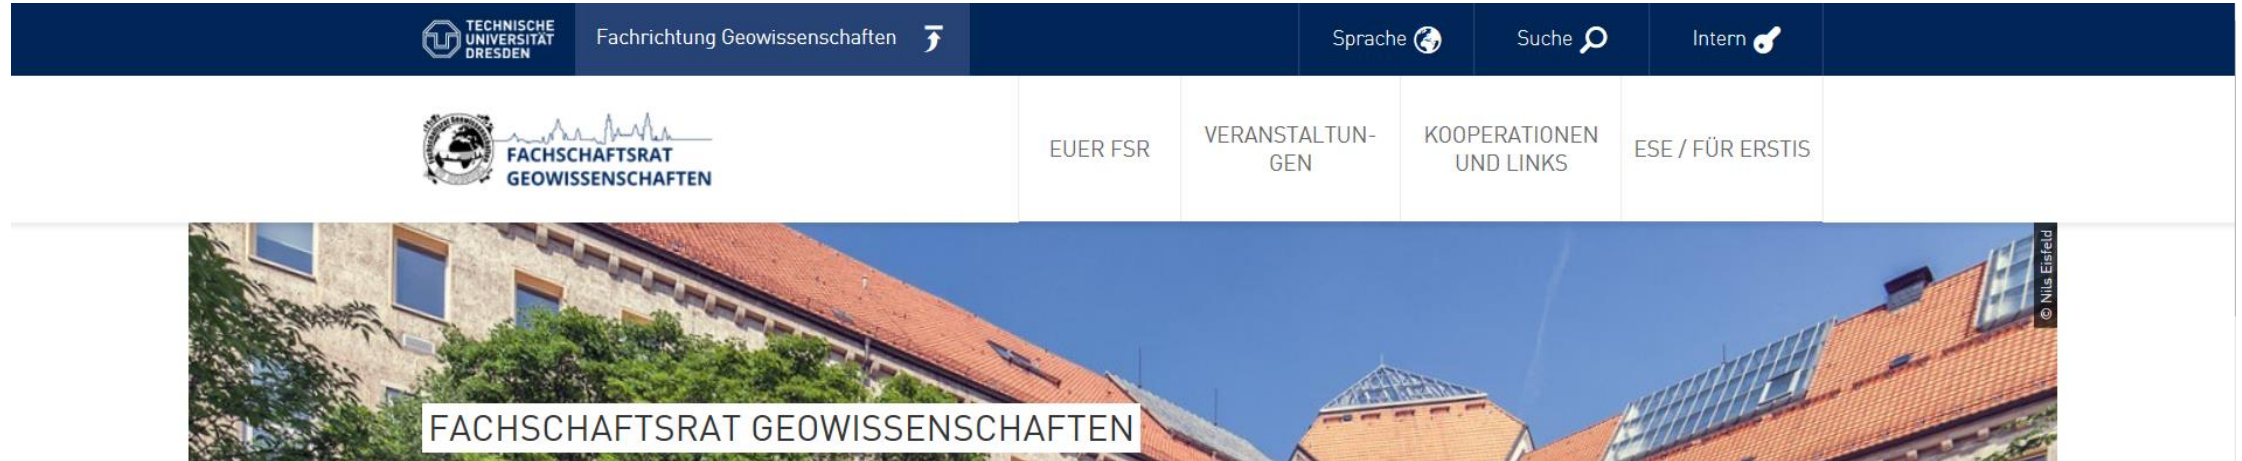 TECHNISCHE
UNIVERSITÄT
DRESDEN
Fachrichtung Geowissenschaften
Sprache
Suche
Intern
FACHSCHAFTSRAT
GEOWISSENSCHAFTEN
EUER FSR
VERANSTALTUN-
GEN
KOOPERATIONEN
UND LINKS
ESE / FÜR ERSTIS
© Nils Eisfeld
FACHSCHAFTSRAT GEOWISSENSCHAFTEN